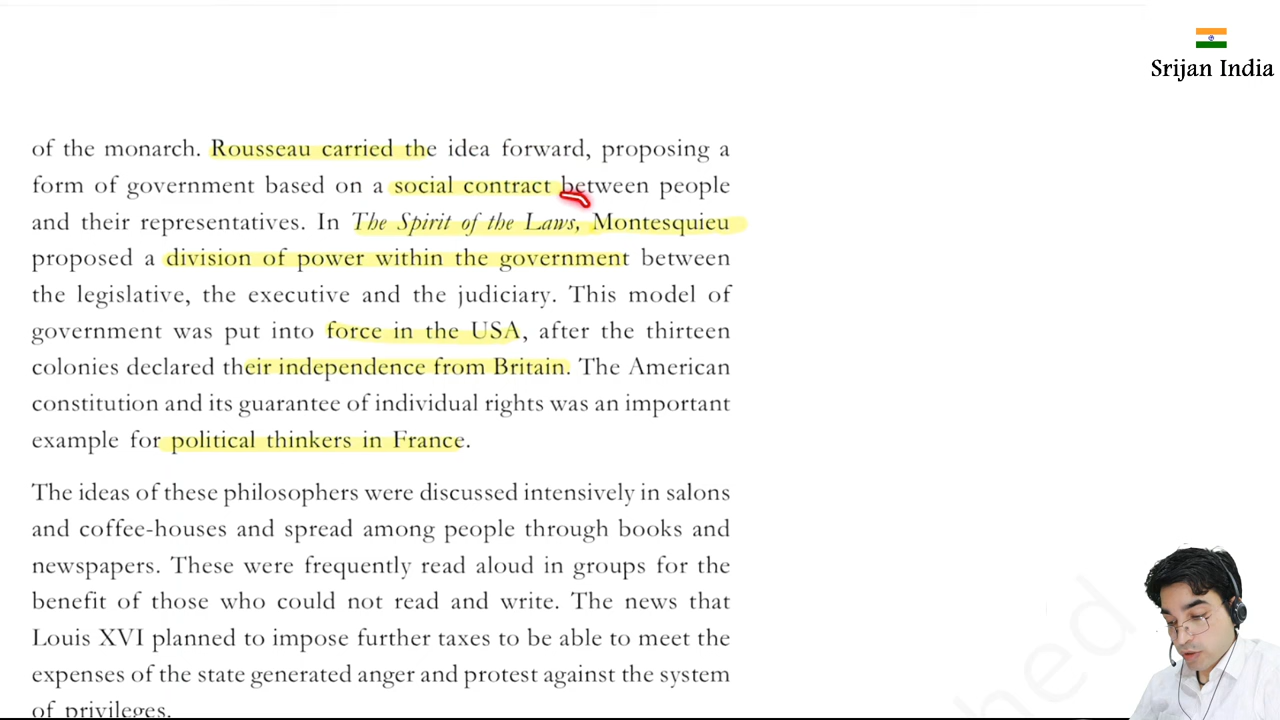 Srijan India
of the monarch. Rousseau carried the idea forward, proposing a
form of government based on a social contract between people
and their representatives. In The Spirit of the Laws, Montesquieu
proposed a division of power within the government between
the legislative, the executive and the judiciary. This model of
government was put into force in the USA, after the thirteen
colonies declared their independence from Britain. The American
constitution and its guarantee of individual rights was an important
example for political thinkers in France.
The ideas of these philosophers were discussed intensively in salons
and coffee-houses and spread among people through books and
newspapers. These were frequently read aloud in groups for the
benefit of those who could not read and write. The news that
Louis XVI planned to impose further taxes to be able to meet the
expenses of the state generated anger and protest against the system
of privileges.